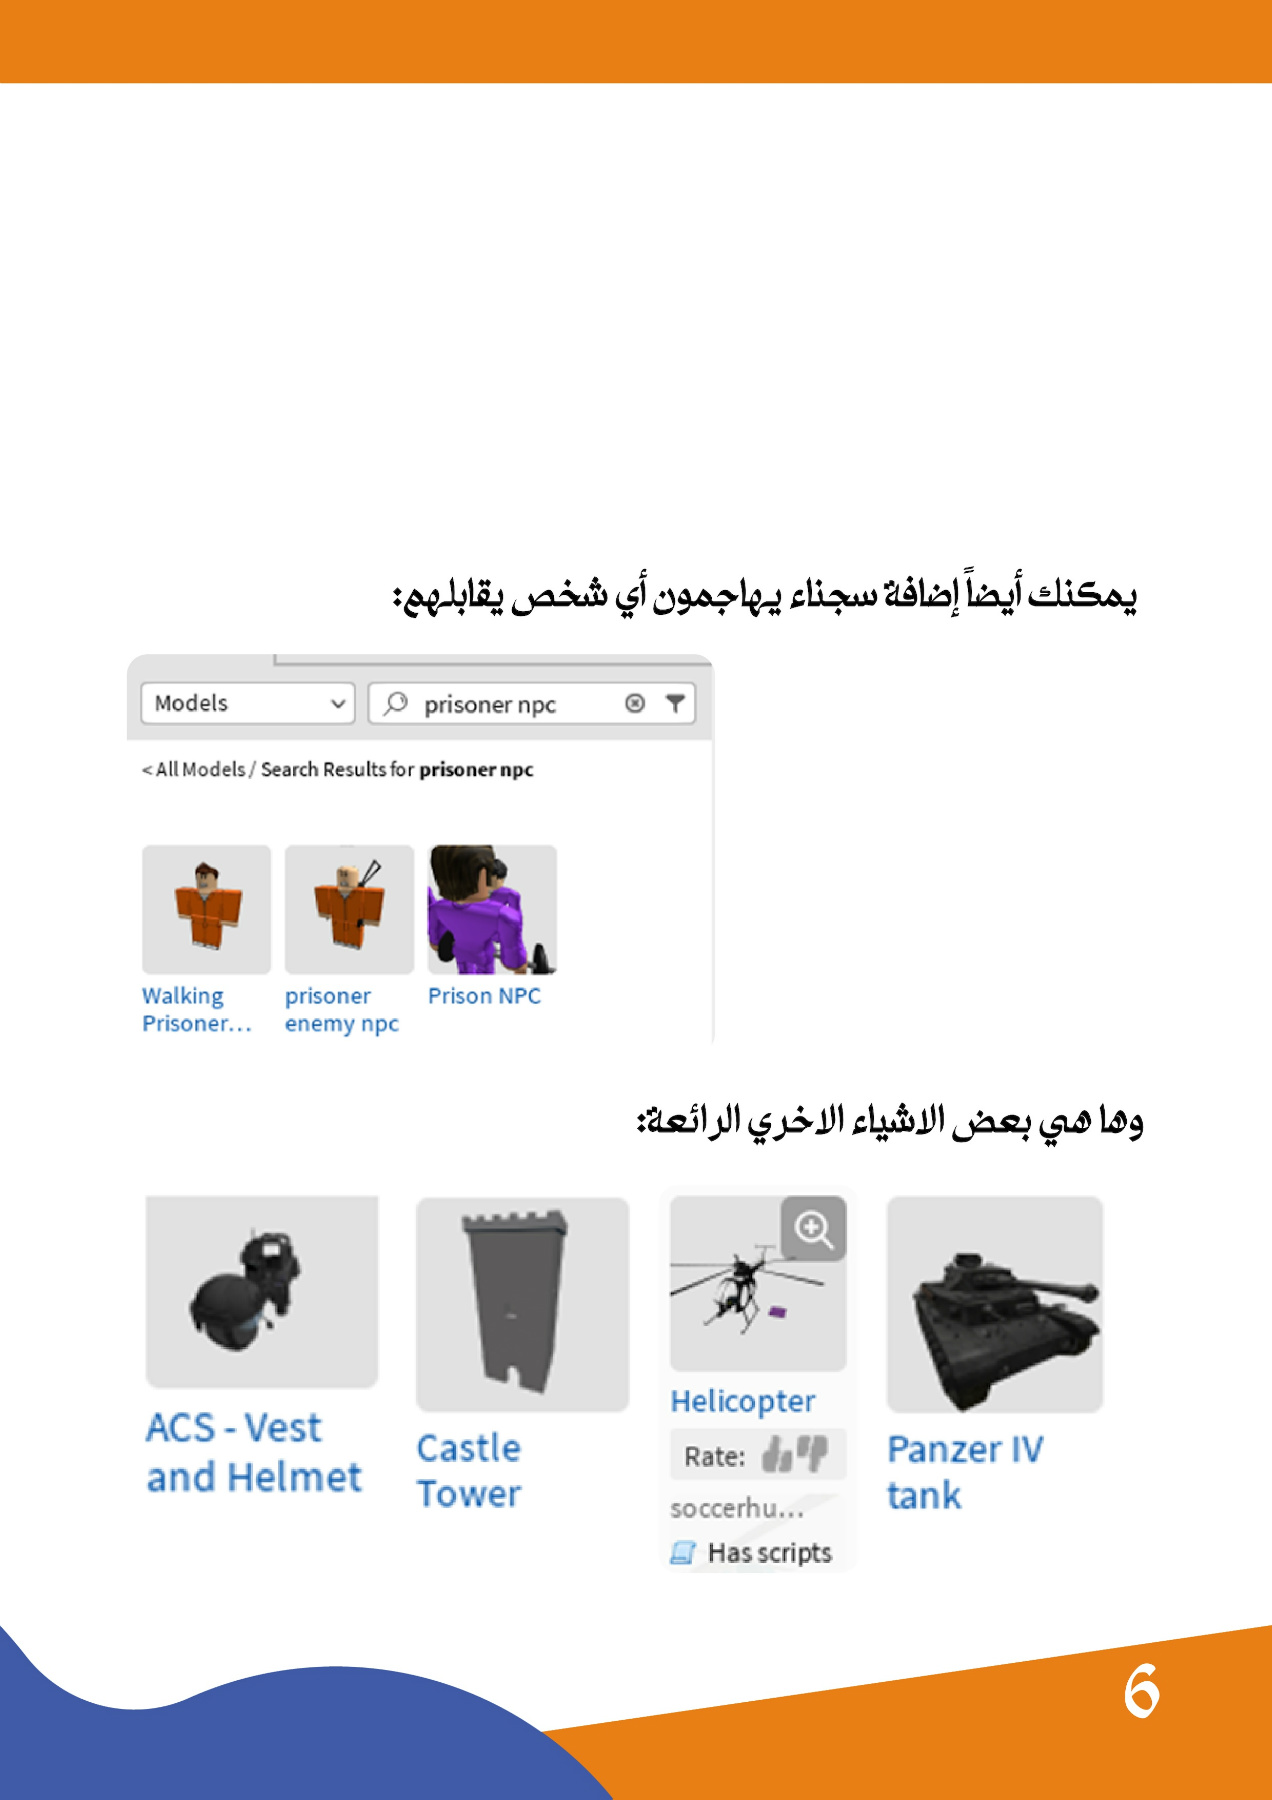 يمكنك أيضاً إضافة سجناء يهاجمون أي شخص يقابلهم:
Models
prisoner npc
< All Models / Search Results for prisoner npc
Walking
Prisoner...
prisoner
enemy npc
Prison NPC
وها هي بعض الاشياء الاخري الرائعة:
ACS - Vest
and Helmet
Castle
Tower
Helicopter
Rate:
soccerhu...
Has scripts
Panzer IV
tank
6